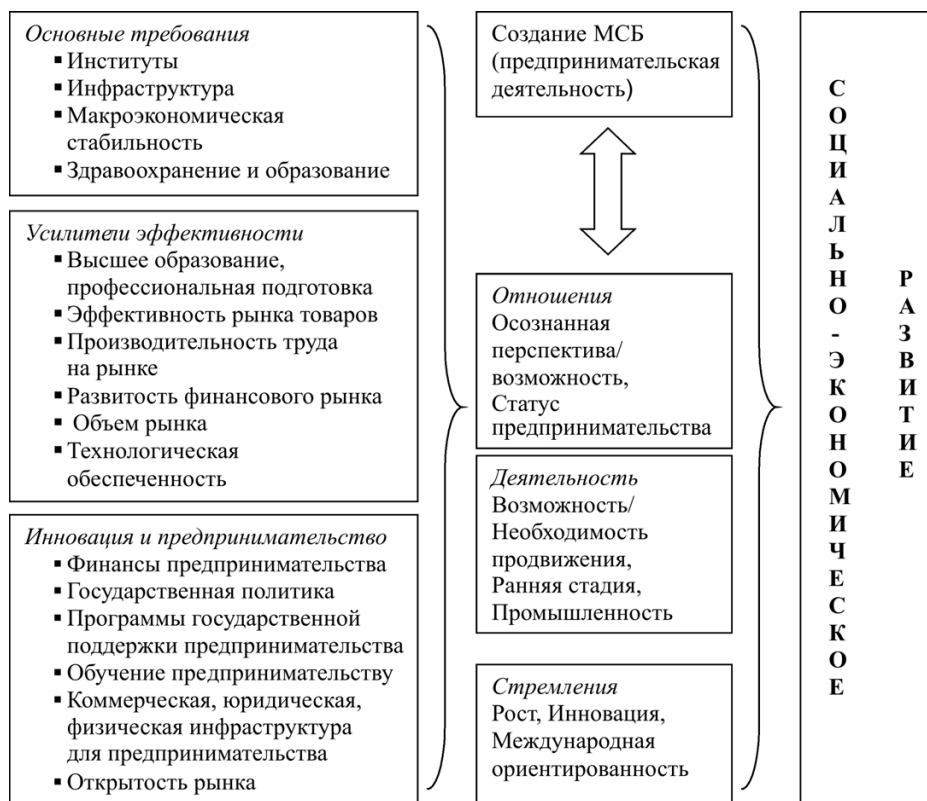 Основные требования
▪ Институты
▪ Инфраструктура
▪ Макроэкономическая
стабильность
▪ Здравоохранение и образование
Усилители эффективности
▪ Высшее образование,
профессиональная подготовка
▪ Эффективность рынка товаров
▪ Производительность труда
на рынке
▪ Развитость финансового рынка
▪ Объем рынка
▪ Технологическая
обеспеченность
Инновация и предпринимательство
▪ Финансы предпринимательства
▪ Государственная политика
▪ Программы государственной
поддержки предпринимательства
▪ Обучение предпринимательству
▪ Коммерческая, юридическая,
физическая инфраструктура
для предпринимательства
▪ Открытость рынка
Создание МСБ
(предпринимательская
деятельность)
Отношения
Осознанная
перспектива/
возможность,
Статус
предпринимательства
Деятельность
Возможность/
Необходимость
продвижения,
Ранняя стадия,
Промышленность
Стремления
Рост, Инновация,
Международная
ориентированность
СОЦИАЛЬНО-ЭКОНОМИЧЕСКОЕ
РАЗВИТИЕ